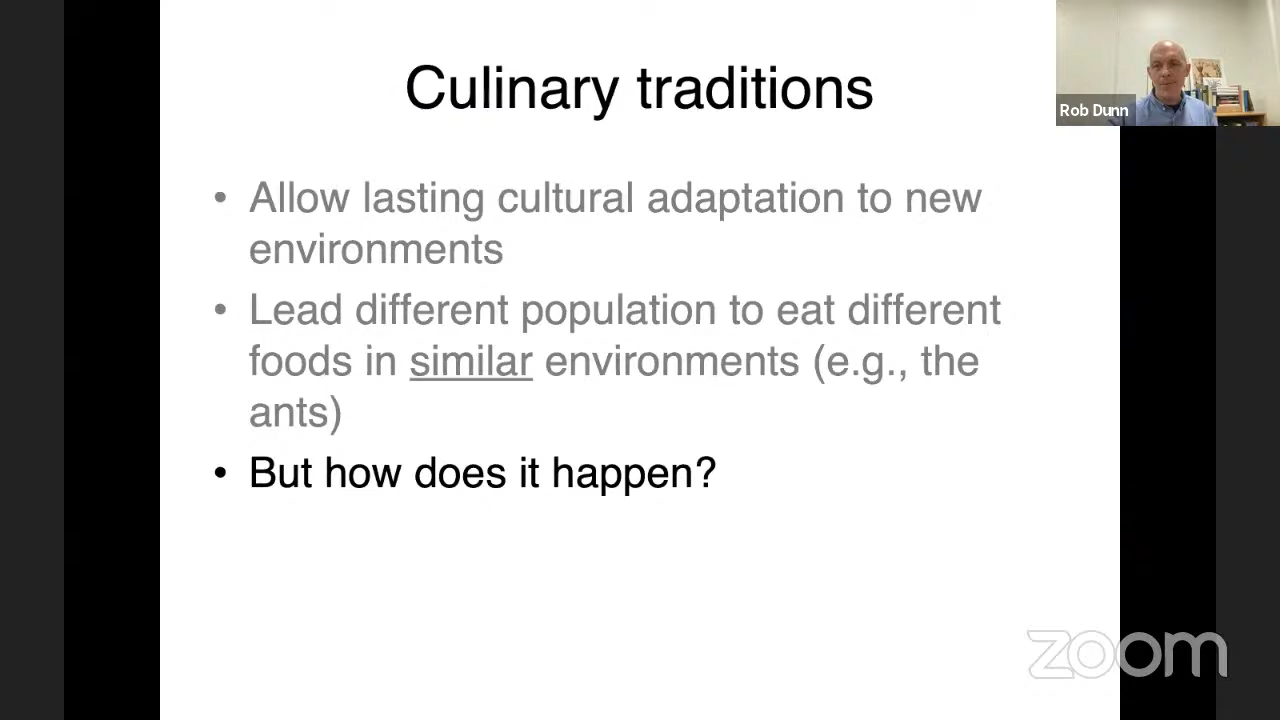 Culinary traditions
Rob Dunn
• Allow lasting cultural adaptation to new
environments
• Lead different population to eat different
foods in similar environments (e.g., the
ants)
• But how does it happen?
zoom